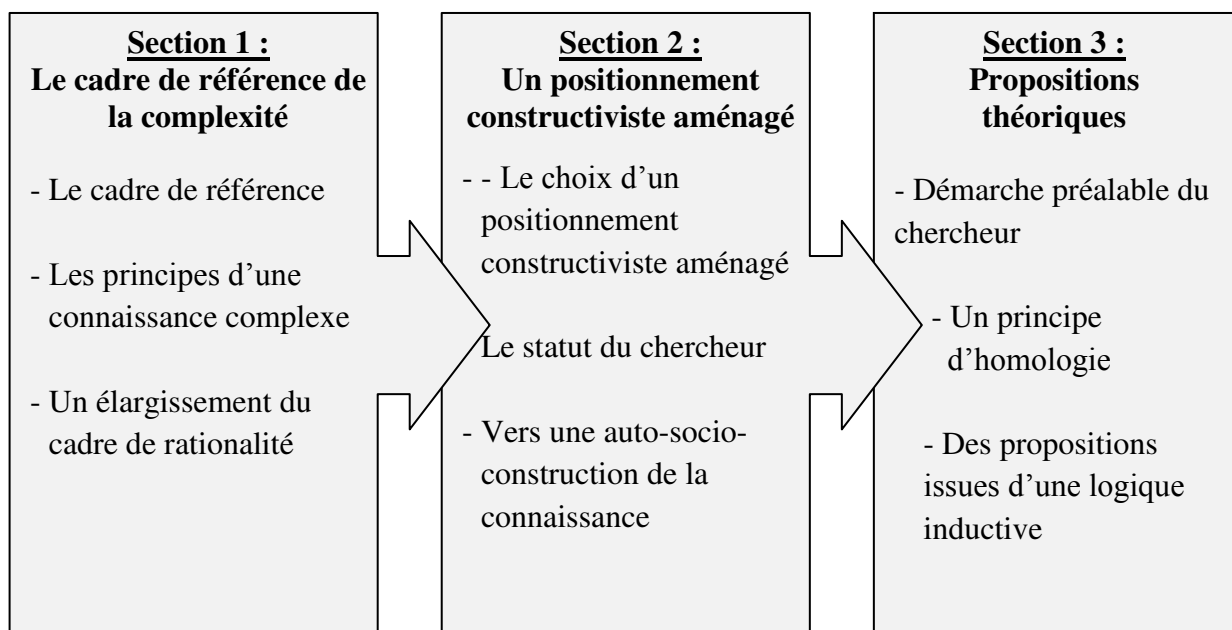 Section 1 :
Le cadre de référence de
la complexité
- Le cadre de référence
- Les principes d’une
connaissance complexe
- Un élargissement du
cadre de rationalité
Section 2 :
Un positionnement
constructiviste aménagé
- - Le choix d’un
positionnement
constructiviste aménagé
Le statut du chercheur
- Vers une auto-socio-
construction de la
connaissance
Section 3 :
Propositions
théoriques
- Démarche préalable du
chercheur
- Un principe
d’homologie
- Des propositions
issues d’une logique
inductive